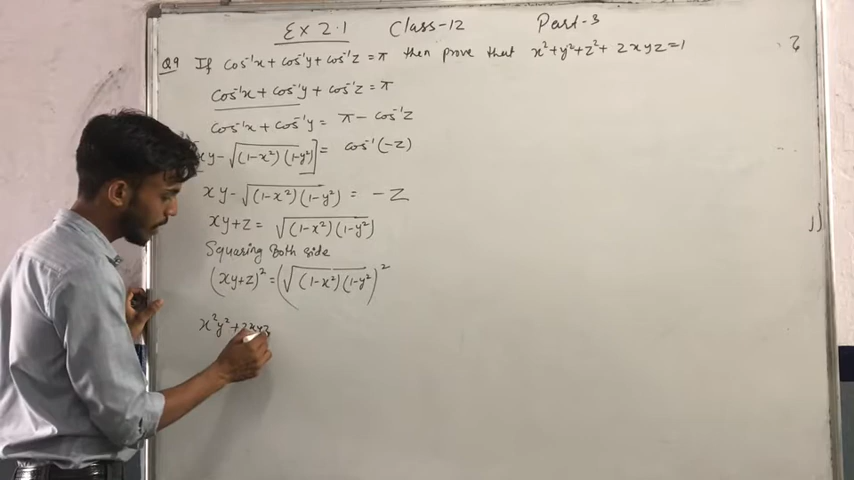 Ex 2.1 Class-12 Part-3
Q9 If cos⁻¹x + cos⁻¹y + cos⁻¹z = π then prove that x² + y² + z² + 2xyz = 1
cos⁻¹x + cos⁻¹y + cos⁻¹z = π
cos⁻¹x + cos⁻¹y = π - cos⁻¹z
xy - √(1-x²)(1-y²)] = cos⁻¹(-z)
xy - √(1-x²)(1-y²) = -z
xy+z = √(1-x²)(1-y²)
Squaring Both side
(xy+z)² = (√(1-x²)(1-y²))²
x²y² + 2xyz